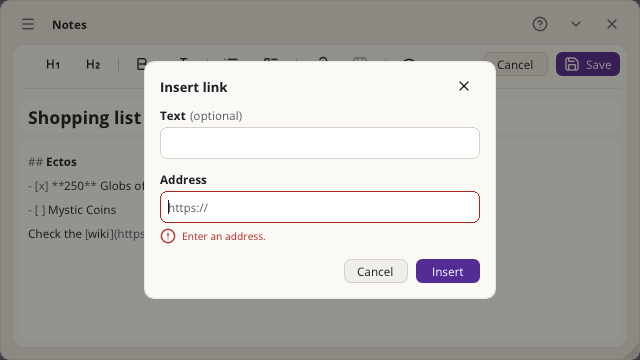 Notes
H1 H2 B Cancel Save
Shopping list
## Ectos
- [x] **250** Globs of
- [ ] Mystic Coins
Check the [wiki](https
Insert link
Text (optional)
Address
https://
Enter an address.
Cancel Insert